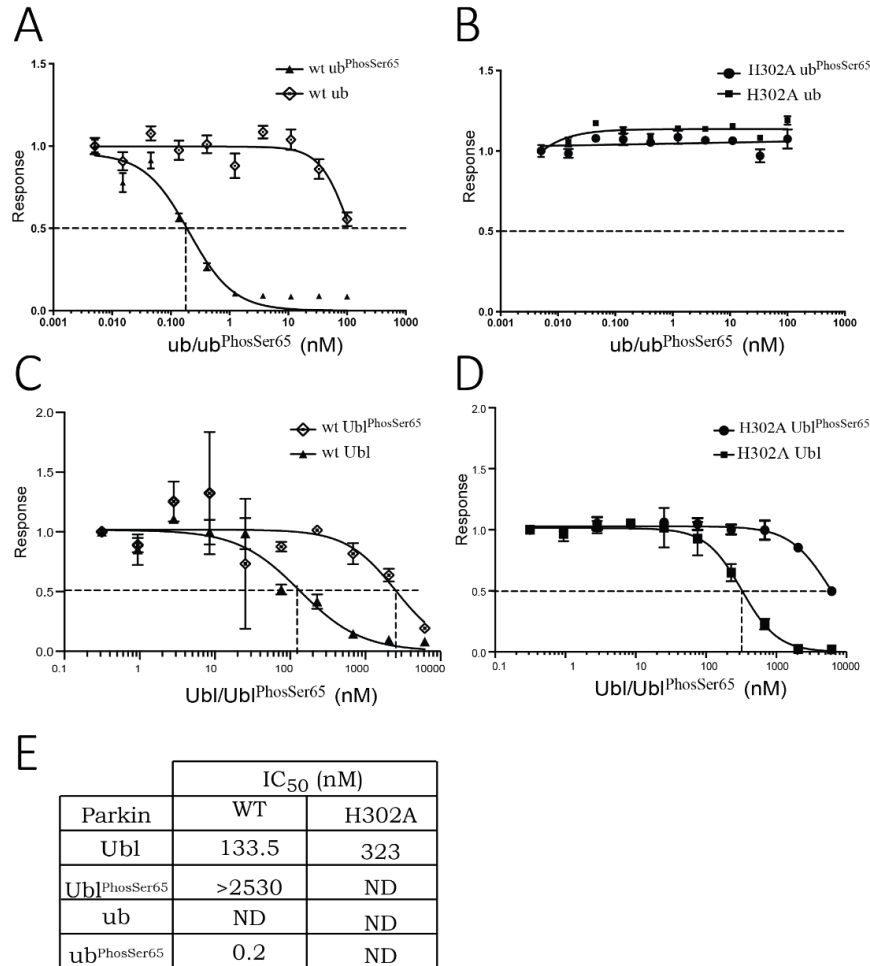 A
wt ub^PhosSer65
wt ub
1.5
1.0
0.5
0.0
Response
0.001 0.010 0.100 1 10 100 1000
ub/ub^PhosSer65 (nM)
B
H302A ub^PhosSer65
H302A ub
1.5
1.0
0.5
0.0
Response
0.001 0.010 0.100 1 10 100 1000
ub/ub^PhosSer65 (nM)
C
wt Ubl^PhosSer65
wt Ubl
2.0
1.5
1.0
0.5
0.0
Response
0.1 1 10 100 1000 10000
Ubl/Ubl^PhosSer65 (nM)
D
H302A Ubl^PhosSer65
H302A Ubl
2.0
1.5
1.0
0.5
0.0
Response
0.1 1 10 100 1000 10000
Ubl/Ubl^PhosSer65 (nM)
E
IC50 (nM)
Parkin WT H302A
Ubl 133.5 323
Ubl^PhosSer65 >2530 ND
ub ND ND
ub^PhosSer65 0.2 ND